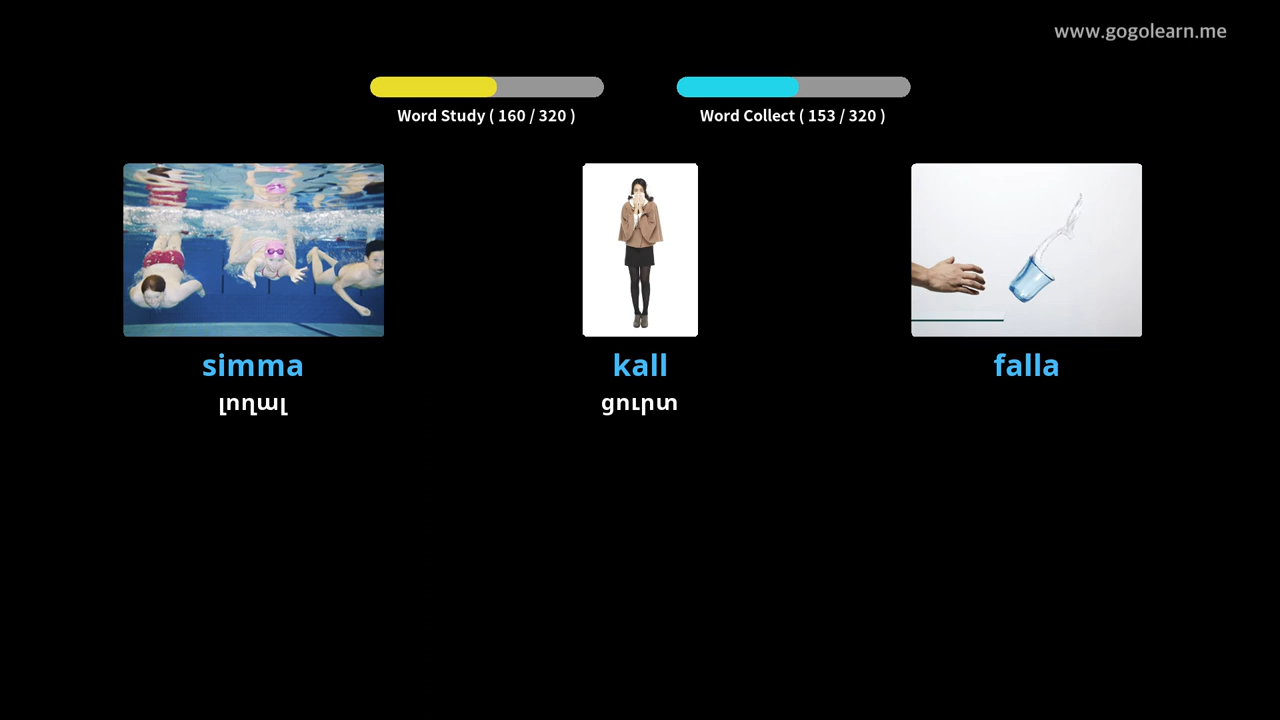 www.gogolearn.me
Word Study ( 160 / 320 )
Word Collect ( 153 / 320 )
simma
kall
falla
լողալ
ցուրտ